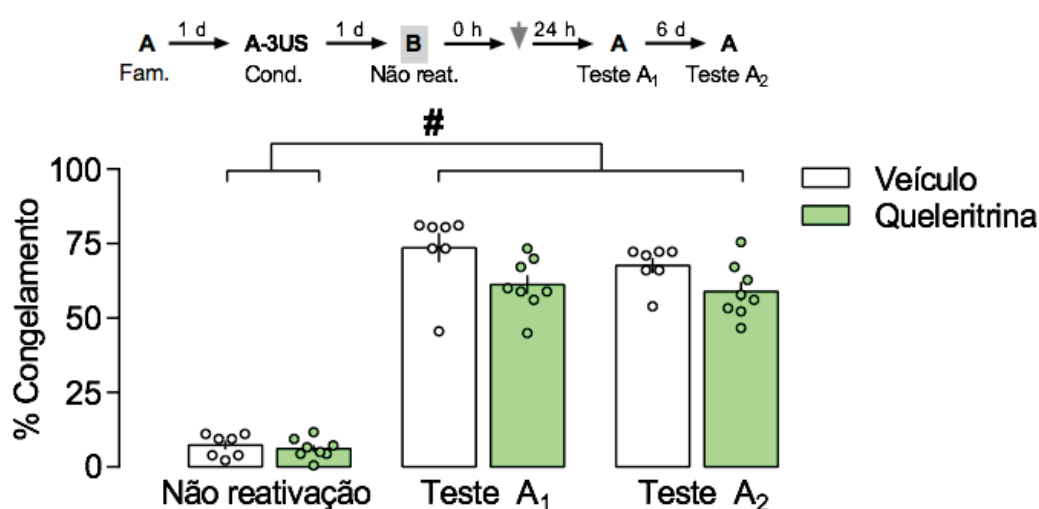 1 d 1 d 0 h 24 h 6 d
A A-3US B A A
Fam. Cond. Não reat. Teste A₁ Teste A₂
#
100
75
50
25
0
% Congelamento
Veículo
Queleritrina
Não reativação Teste A₁ Teste A₂